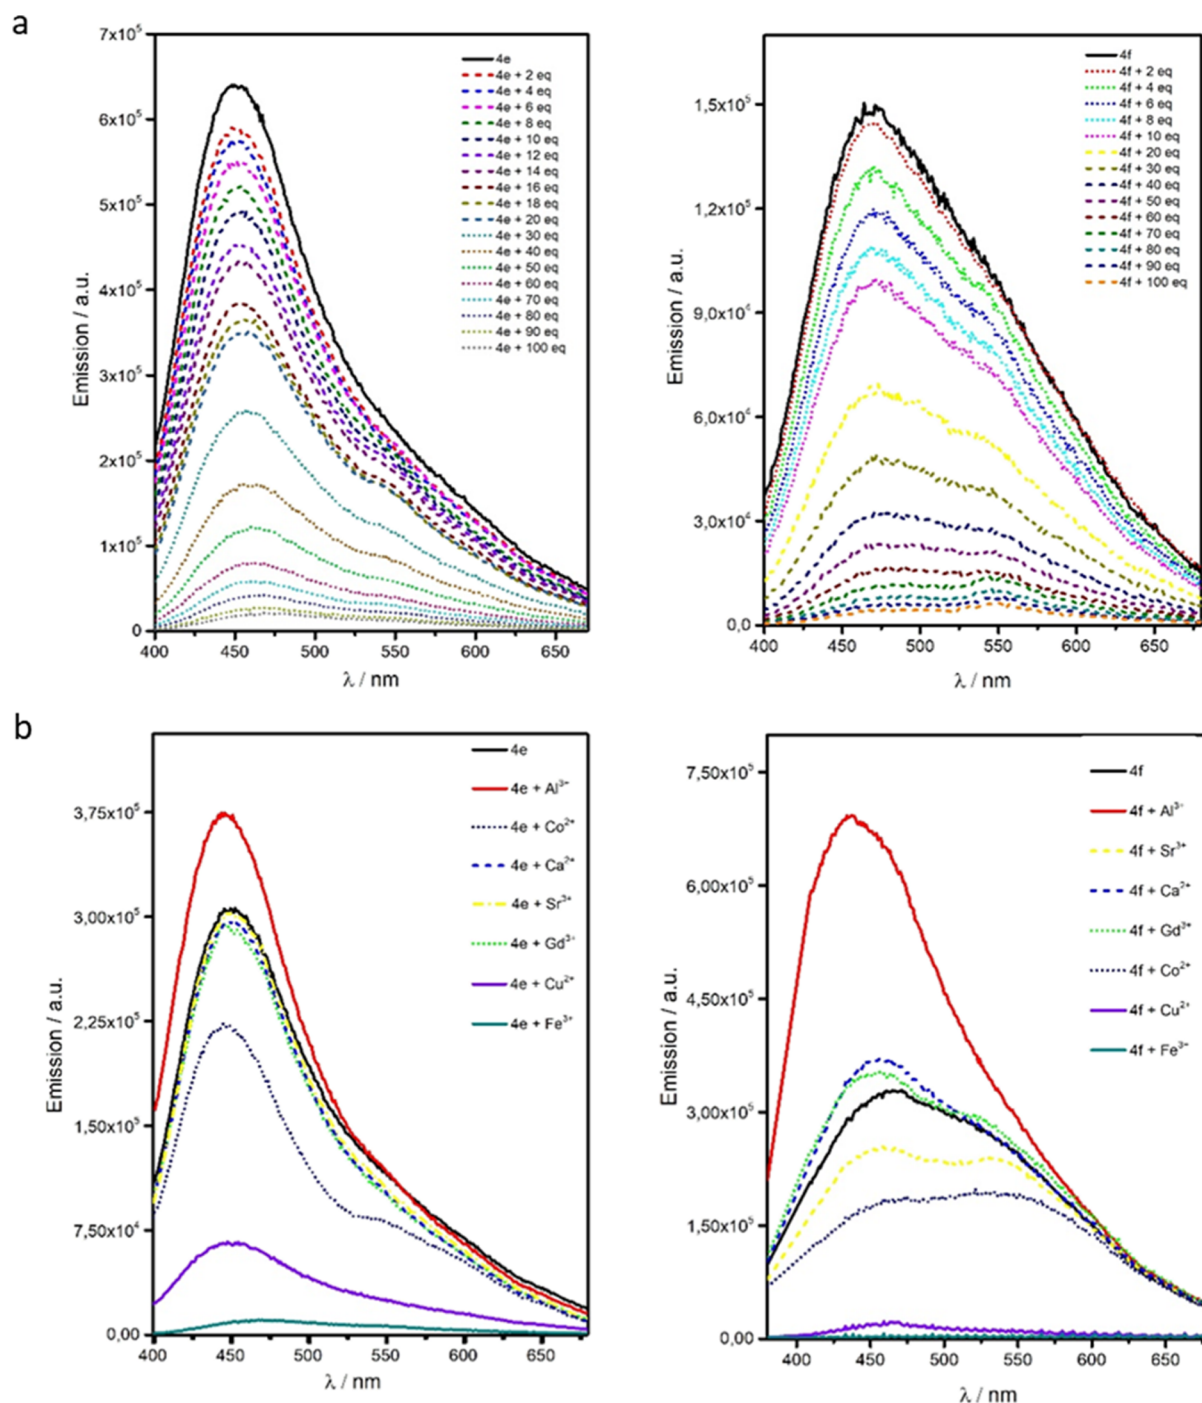 a
7x10⁵
6x10⁵
5x10⁵
4x10⁵
3x10⁵
2x10⁵
1x10⁵
0
Emission / a.u.
400 450 500 550 600 650
λ / nm
4e
4e + 2 eq
4e + 4 eq
4e + 6 eq
4e + 8 eq
4e + 10 eq
4e + 12 eq
4e + 14 eq
4e + 16 eq
4e + 18 eq
4e + 20 eq
4e + 30 eq
4e + 40 eq
4e + 50 eq
4e + 60 eq
4e + 70 eq
4e + 80 eq
4e + 90 eq
4e + 100 eq
1,5x10⁵
1,2x10⁵
9,0x10⁴
6,0x10⁴
3,0x10⁴
0,0
Emission / a.u.
400 450 500 550 600 650
λ / nm
4f
4f + 2 eq
4f + 4 eq
4f + 6 eq
4f + 8 eq
4f + 10 eq
4f + 20 eq
4f + 30 eq
4f + 40 eq
4f + 50 eq
4f + 60 eq
4f + 70 eq
4f + 80 eq
4f + 90 eq
4f + 100 eq
b
3,75x10⁵
3,00x10⁵
2,25x10⁵
1,50x10⁵
7,50x10⁴
0,00
Emission / a.u.
400 450 500 550 600 650
λ / nm
4e
4e + Al³⁺
4e + Co²⁺
4e + Ca²⁺
4e + Sr³⁺
4e + Gd³⁺
4e + Cu²⁺
4e + Fe³⁺
7,50x10⁵
6,00x10⁵
4,50x10⁵
3,00x10⁵
1,50x10⁵
0,00
Emission / a.u.
400 450 500 550 600 650
λ / nm
4f
4f + Al³⁺
4f + Sr³⁺
4f + Ca²⁺
4f + Gd³⁺
4f + Co²⁺
4f + Cu²⁺
4f + Fe³⁺